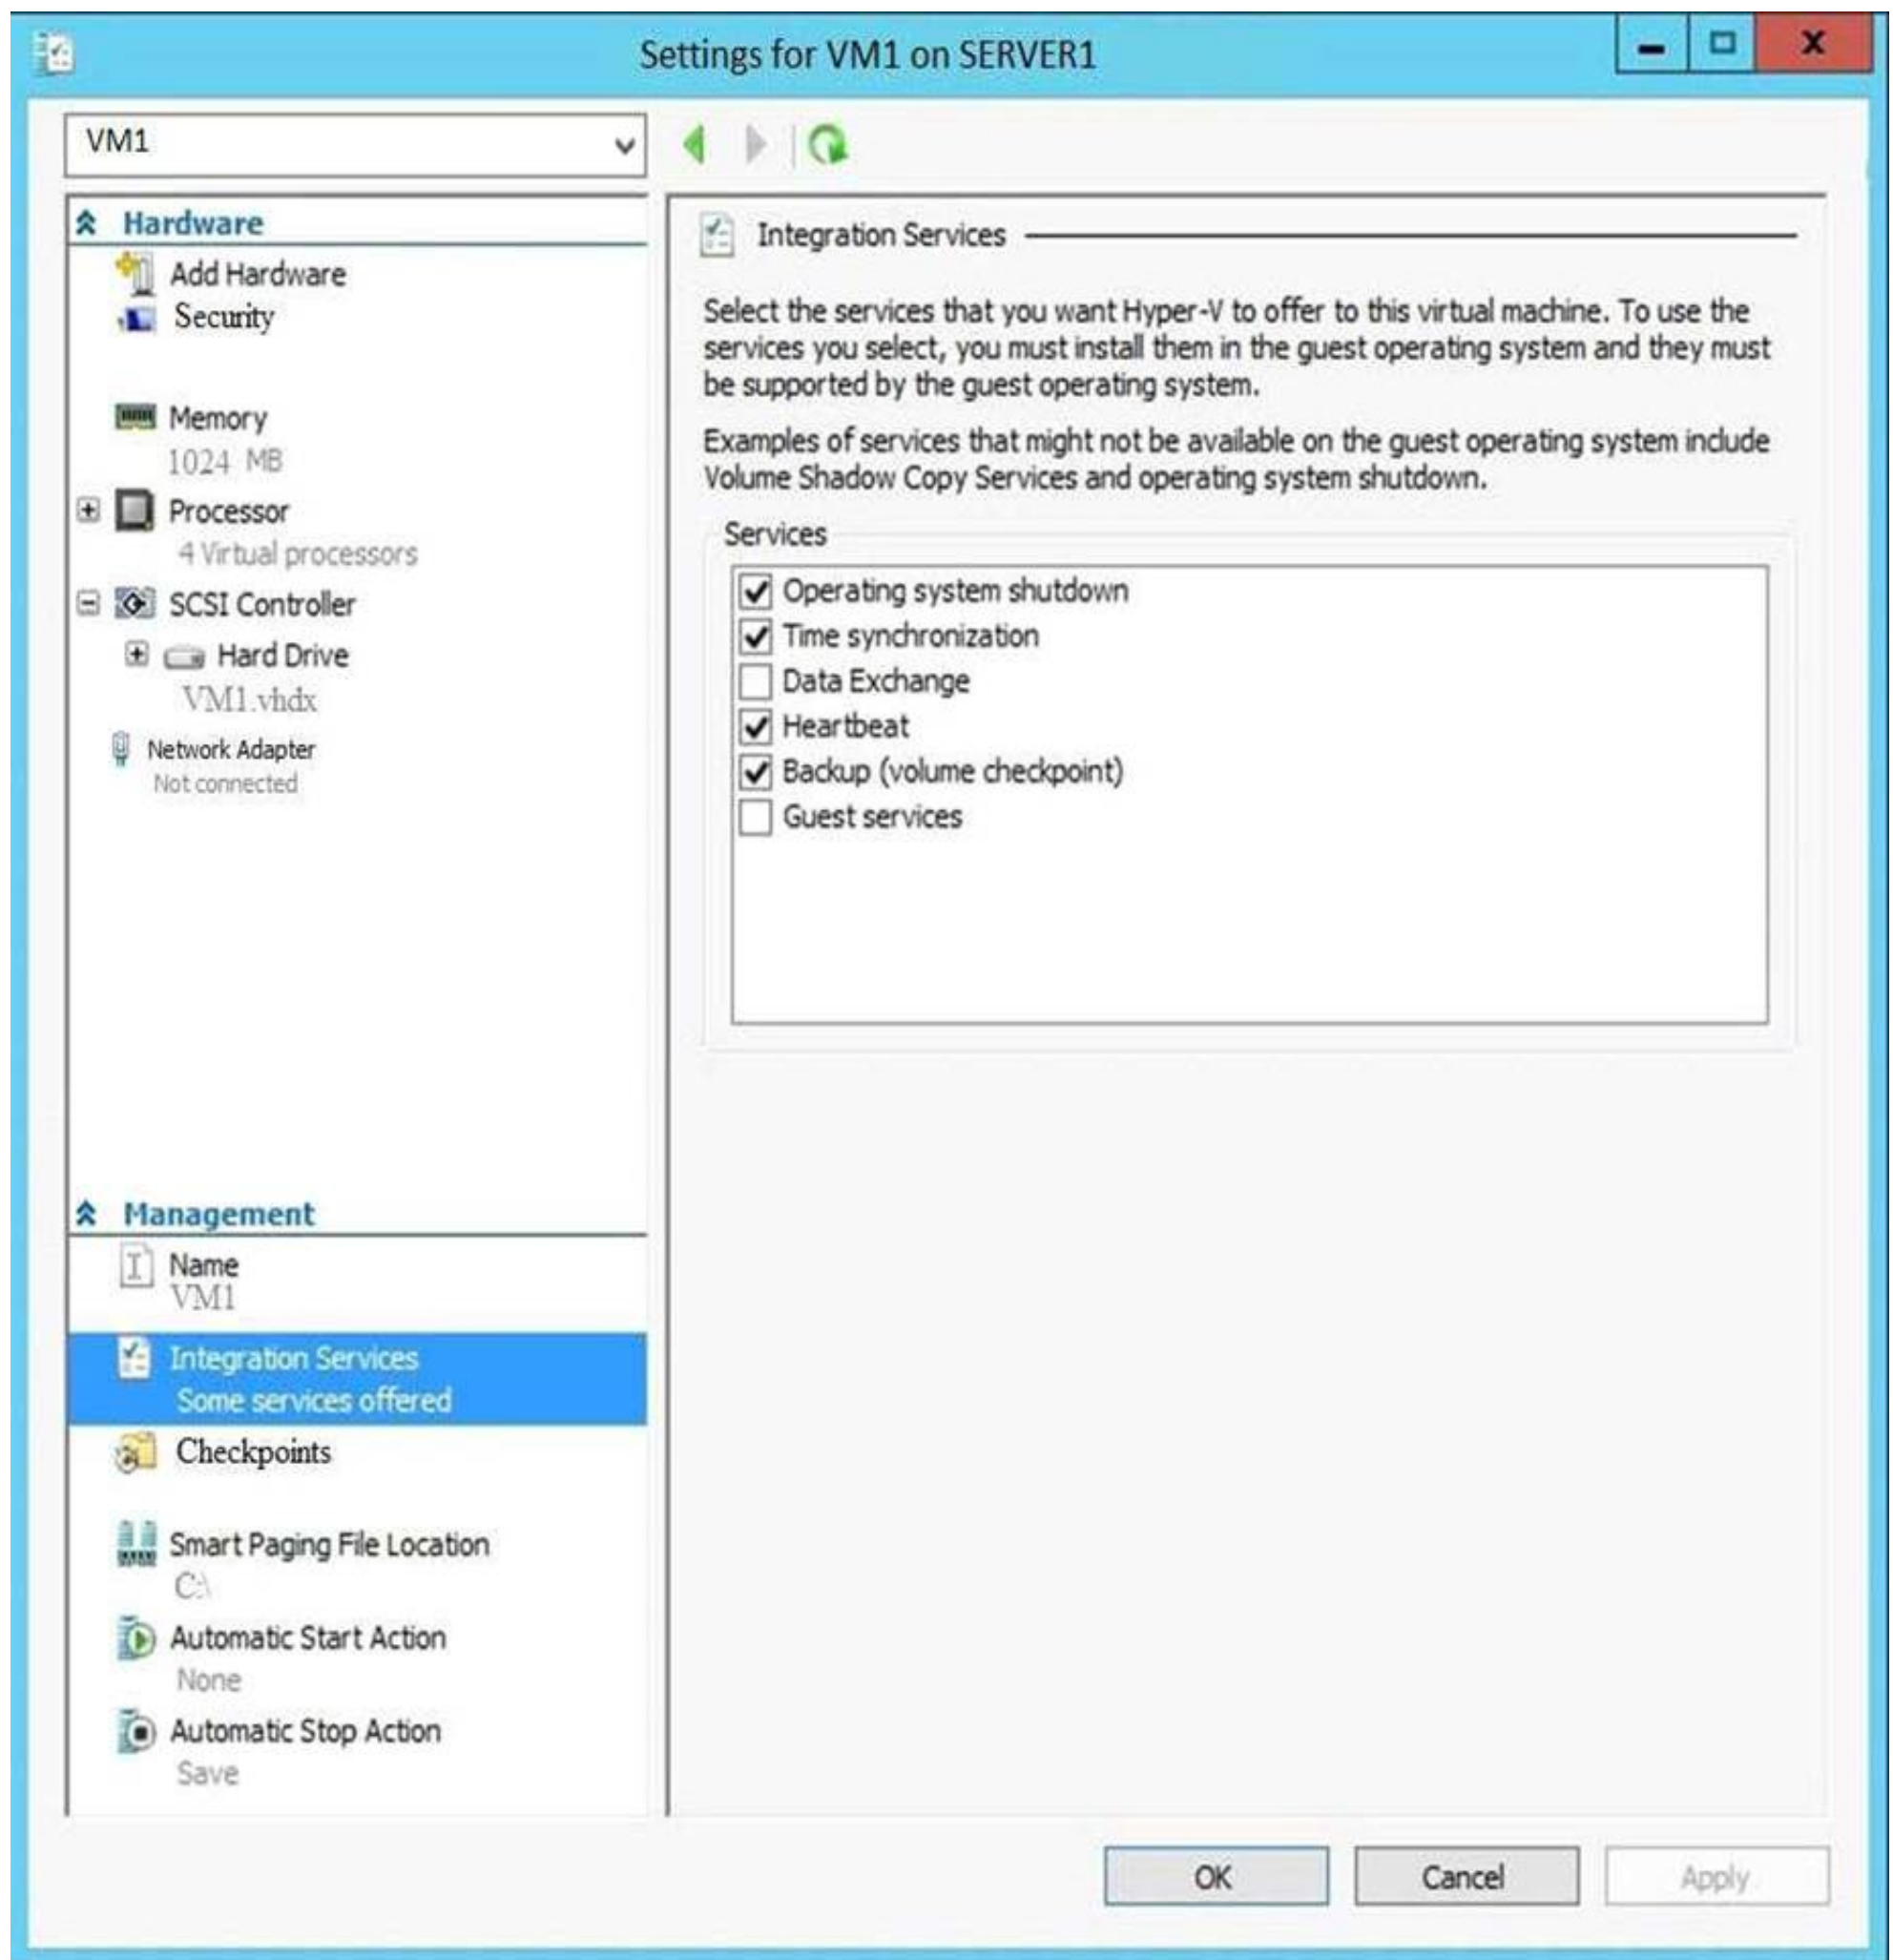 Settings for VM1 on SERVER1
VM1
Hardware
Add Hardware
Security
Memory
1024 MB
Processor
4 Virtual processors
SCSI Controller
Hard Drive
VM1.vhdx
Network Adapter
Not connected
Management
Name
VM1
Integration Services
Some services offered
Checkpoints
Smart Paging File Location
C:\
Automatic Start Action
None
Automatic Stop Action
Save
Integration Services
Select the services that you want Hyper-V to offer to this virtual machine. To use the
services you select, you must install them in the guest operating system and they must
be supported by the guest operating system.
Examples of services that might not be available on the guest operating system include
Volume Shadow Copy Services and operating system shutdown.
Services
Operating system shutdown
Time synchronization
Data Exchange
Heartbeat
Backup (volume checkpoint)
Guest services
OK
Cancel
Apply